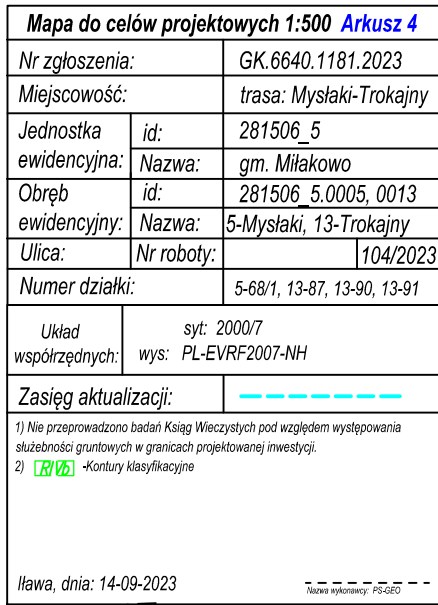 Mapa do celów projektowych 1:500 Arkusz 4
Nr zgłoszenia: GK.6640.1181.2023
Miejscowość: trasa: Mysłaki-Trokajny
Jednostka ewidencyjna: id: 281506_5
Nazwa: gm. Miłakowo
Obręb ewidencyjny: id: 281506_5.0005, 0013
Nazwa: 5-Mysłaki, 13-Trokajny
Ulica: Nr roboty: 104/2023
Numer działki: 5-68/1, 13-87, 13-90, 13-91
Układ współrzędnych: syt: 2000/7
wys: PL-EVRF2007-NH
Zasięg aktualizacji:
1) Nie przeprowadzono badań Ksiąg Wieczystych pod względem występowania
służebności gruntowych w granicach projektowanej inwestycji.
2) RIVb -Kontury klasyfikacyjne
Iława, dnia: 14-09-2023
Nazwa wykonawcy: PS-GEO